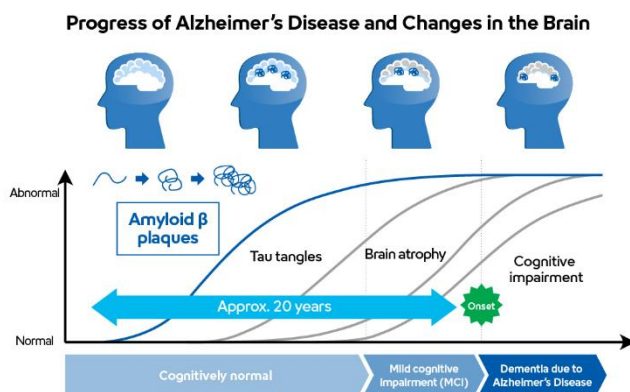 Progress of Alzheimer's Disease and Changes in the Brain
Abnormal
Amyloid β
plaques
Tau tangles
Brain atrophy
Cognitive
impairment
Approx. 20 years
Onset
Normal
Cognitively normal
Mild cognitive
impairment (MCI)
Dementia due to
Alzheimer's Disease